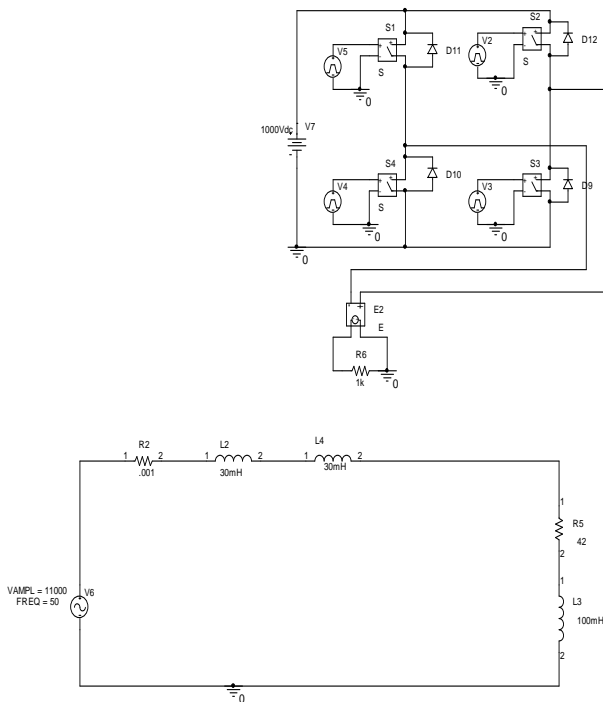 S1
S2
V5
D11
V2
D12
S
S
0
0
V7
1000Vdc
S4
S3
V4
D10
V3
D9
S
S
0
0
0
E2
E
R6
1k
0
R2
1
2
.001
L2
1
2
30mH
L4
1
2
30mH
1
R5
42
2
VAMPL = 11000
FREQ = 50
V6
1
L3
100mH
2
0